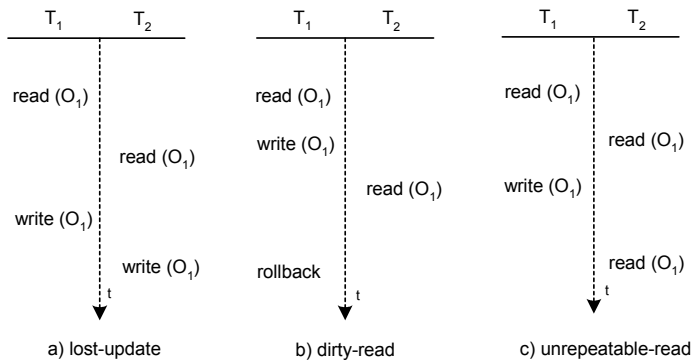 T₁ T₂
read (O₁)
read (O₁)
write (O₁)
write (O₁)
t
a) lost-update
T₁ T₂
read (O₁)
write (O₁)
read (O₁)
rollback
t
b) dirty-read
T₁ T₂
read (O₁)
read (O₁)
write (O₁)
read (O₁)
t
c) unrepeatable-read